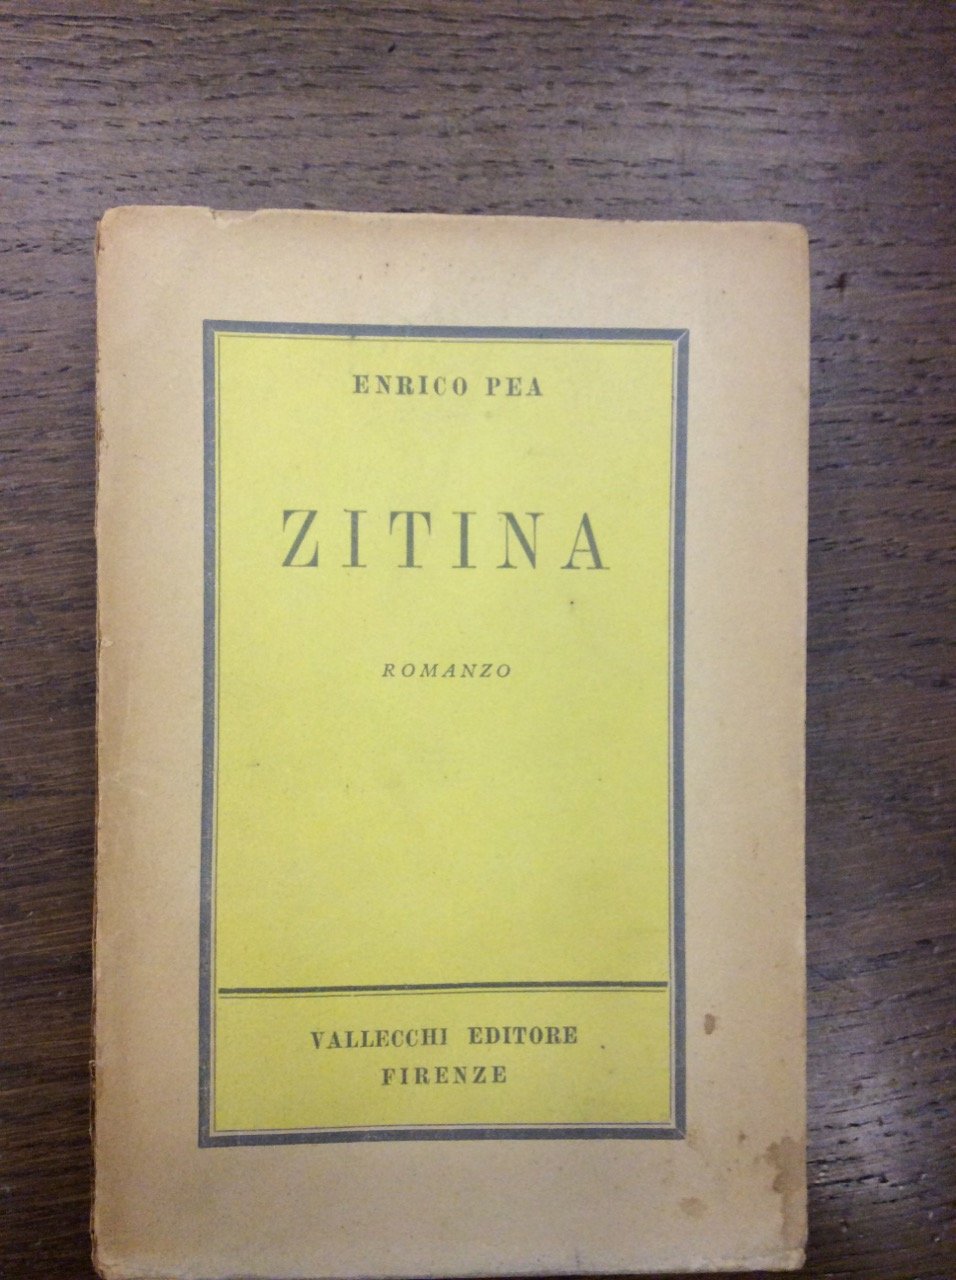 ENRICO PEA
ZITINA
ROMANZO
VALLECCHI EDITORE
FIRENZE